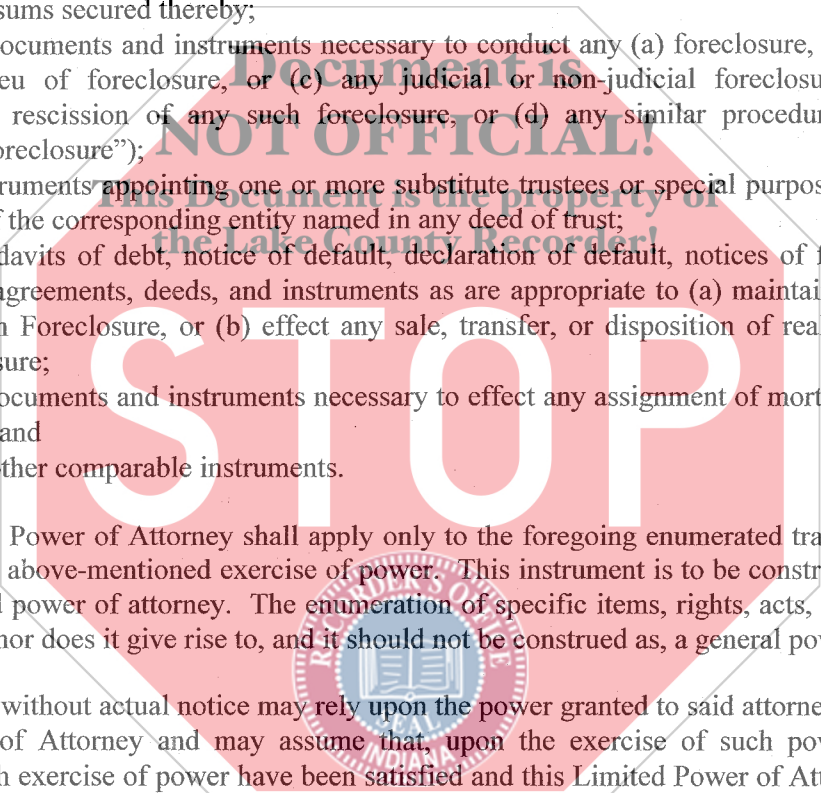 sums secured thereby;
ocuments and instruments necessary to conduct any (a) foreclosure,
eu of foreclosure, or (c) any judicial or non-judicial foreclosu
rescission of any such foreclosure, or (d) any similar procedur
oreclosure”);
ruments appointing one or more substitute trustees or special purpos
f the corresponding entity named in any deed of trust;
davits of debt, notice of default, declaration of default, notices of f
agreements, deeds, and instruments as are appropriate to (a) maintai
n Foreclosure, or (b) effect any sale, transfer, or disposition of real
sure;
ocuments and instruments necessary to effect any assignment of mort
and
ther comparable instruments.
Power of Attorney shall apply only to the foregoing enumerated tra
above-mentioned exercise of power. This instrument is to be constr
l power of attorney. The enumeration of specific items, rights, acts,
nor does it give rise to, and it should not be construed as, a general pov
without actual notice may rely upon the power granted to said attorne
of Attorney and may assume that, upon the exercise of such pov
h exercise of power have been satisfied and this Limited Power of Att
Document is
NOT OFFICIAL!
This Document is the property of
the Lake County Recorder!
STOP
RECORDER'S OFFICE
SEAL
INDIANA